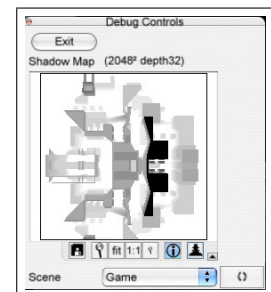 Debug Controls
Exit
Shadow Map (2048² depth32)
fit 1:1
Scene Game